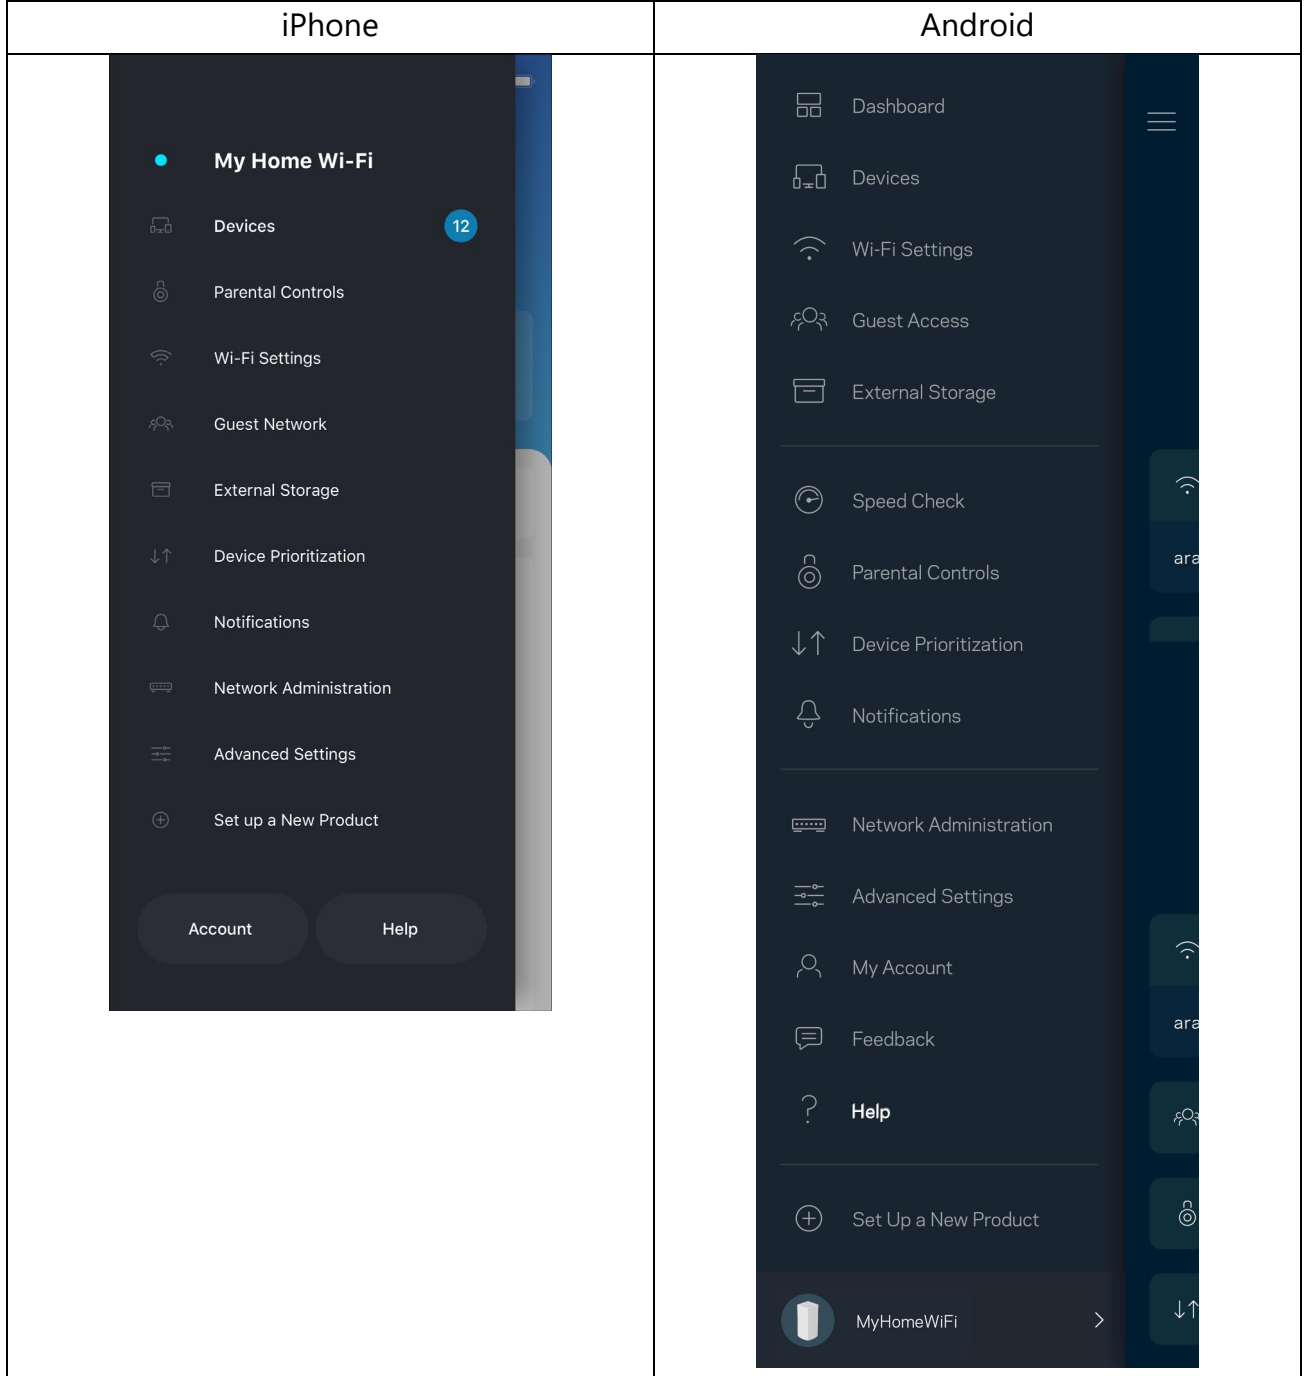 iPhone
Android
My Home Wi-Fi
Devices
12
Parental Controls
Wi-Fi Settings
Guest Network
External Storage
Device Prioritization
Notifications
Network Administration
Advanced Settings
Set up a New Product
Account
Help
Dashboard
Devices
Wi-Fi Settings
Guest Access
External Storage
Speed Check
Parental Controls
Device Prioritization
Notifications
Network Administration
Advanced Settings
My Account
Feedback
Help
Set Up a New Product
MyHomeWiFi
ara
ara